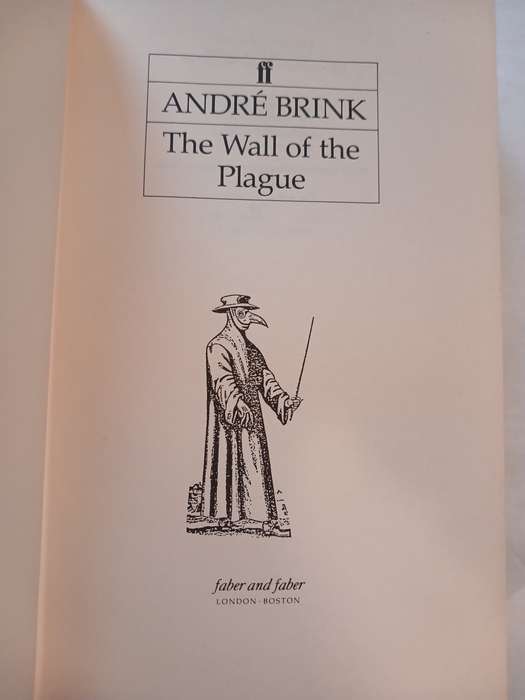 ff
ANDRÉ BRINK
The Wall of the
Plague
faber and faber
LONDON · BOSTON